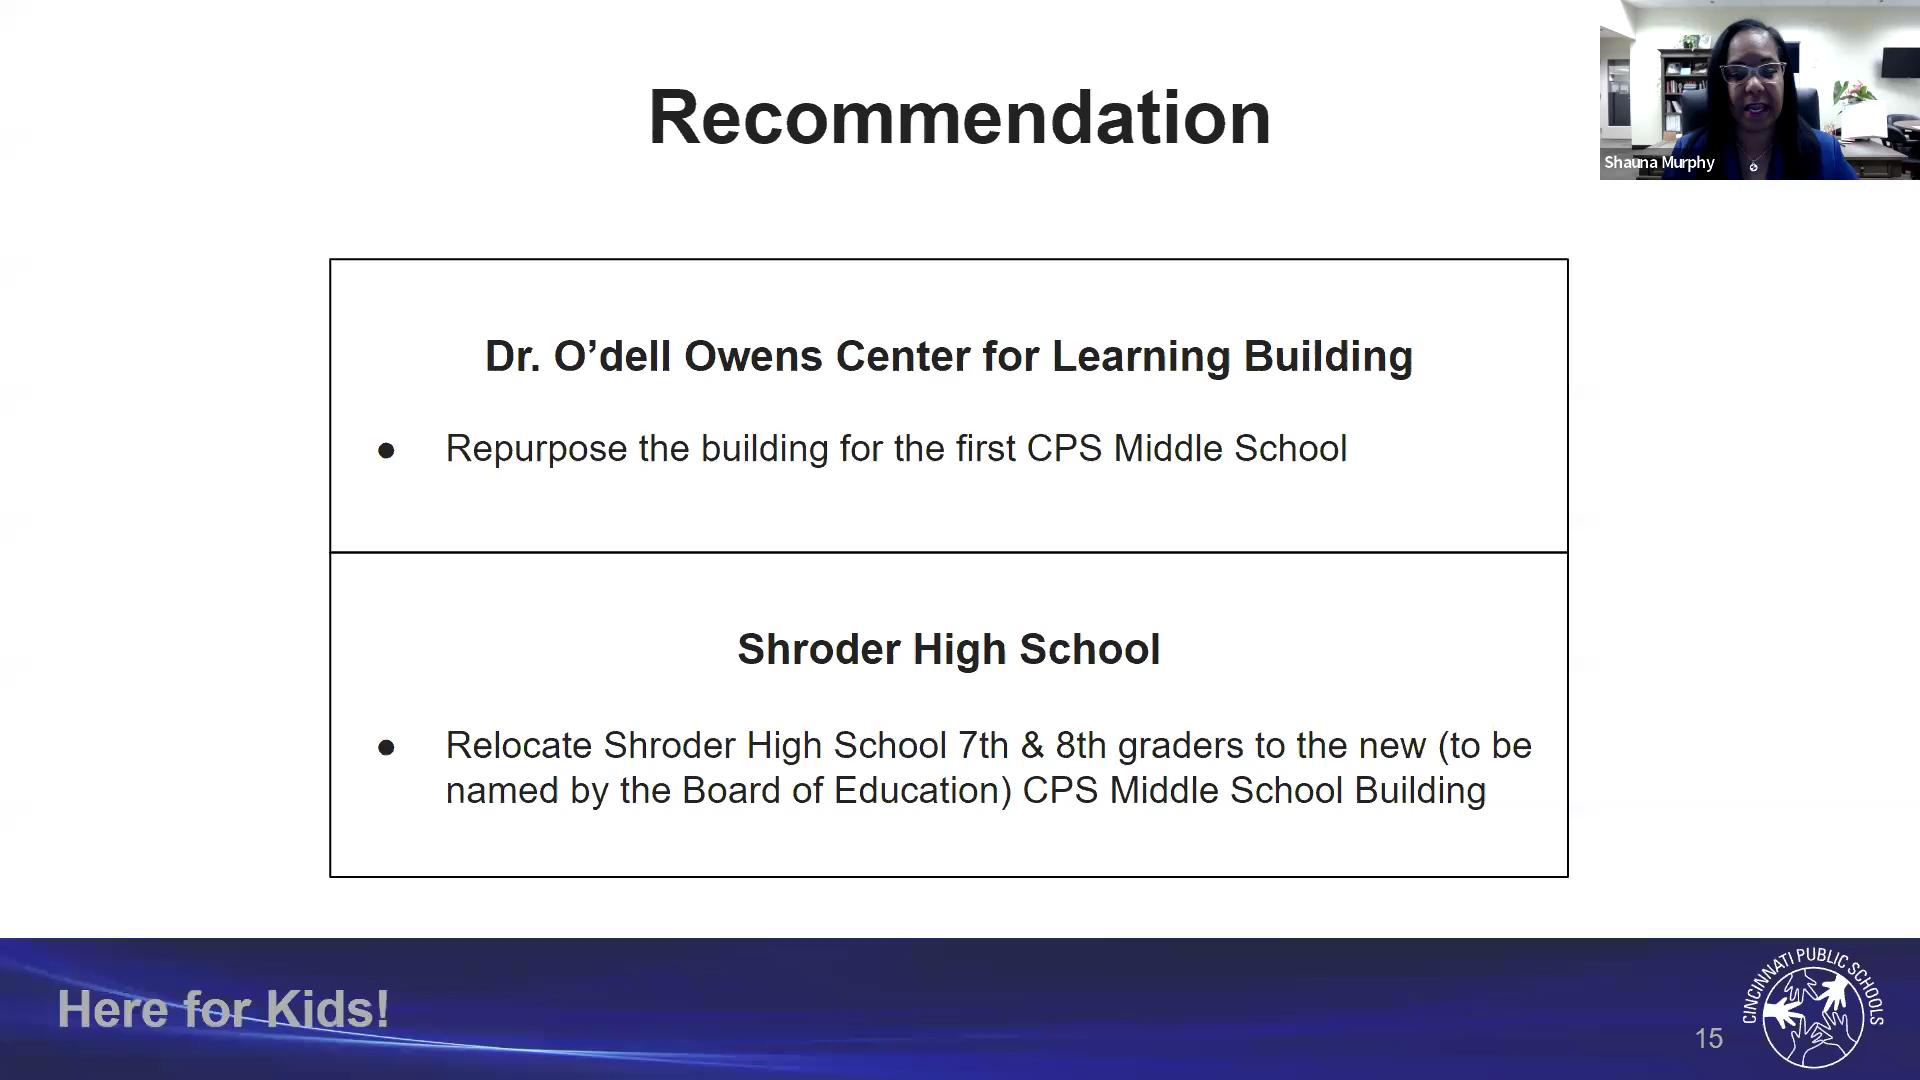 Recommendation
Shauna Murphy
Dr. O’dell Owens Center for Learning Building
● Repurpose the building for the first CPS Middle School
Shroder High School
● Relocate Shroder High School 7th & 8th graders to the new (to be
named by the Board of Education) CPS Middle School Building
Here for Kids!
15
CINCINNATI PUBLIC SCHOOLS